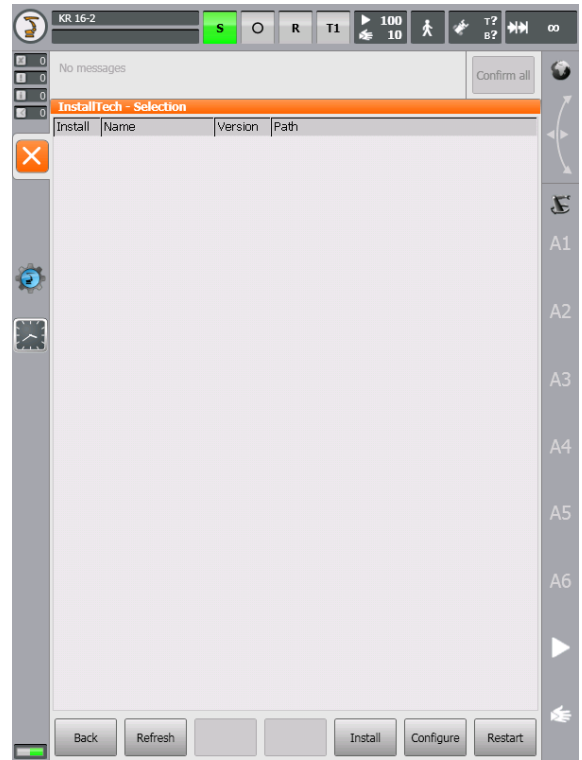 KR 16-2
S
O
R
T1
100
10
T?
B?
∞
0
0
0
0
No messages
Confirm all
InstallTech - Selection
Install Name Version Path
A1
A2
A3
A4
A5
A6
Back Refresh Install Configure Restart